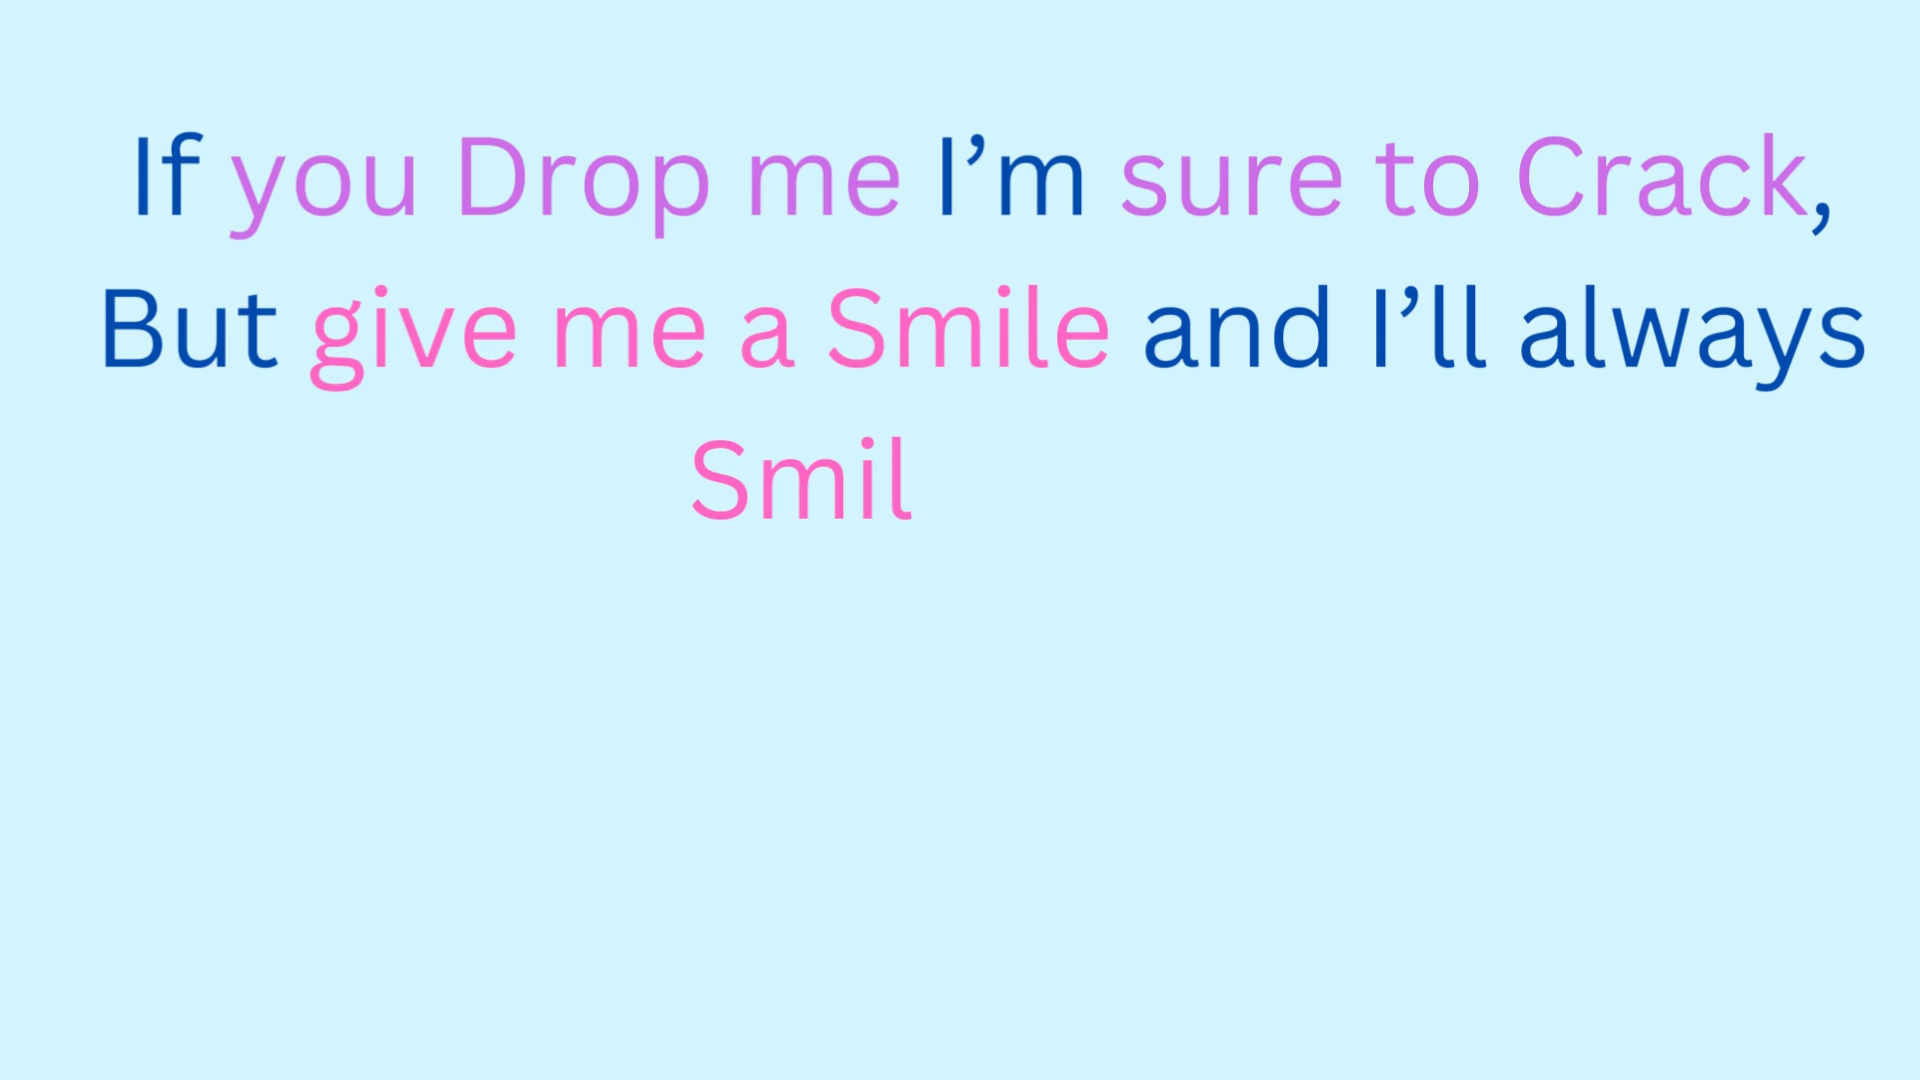 If you Drop me I’m sure to Crack,
But give me a Smile and I’ll always
Smil